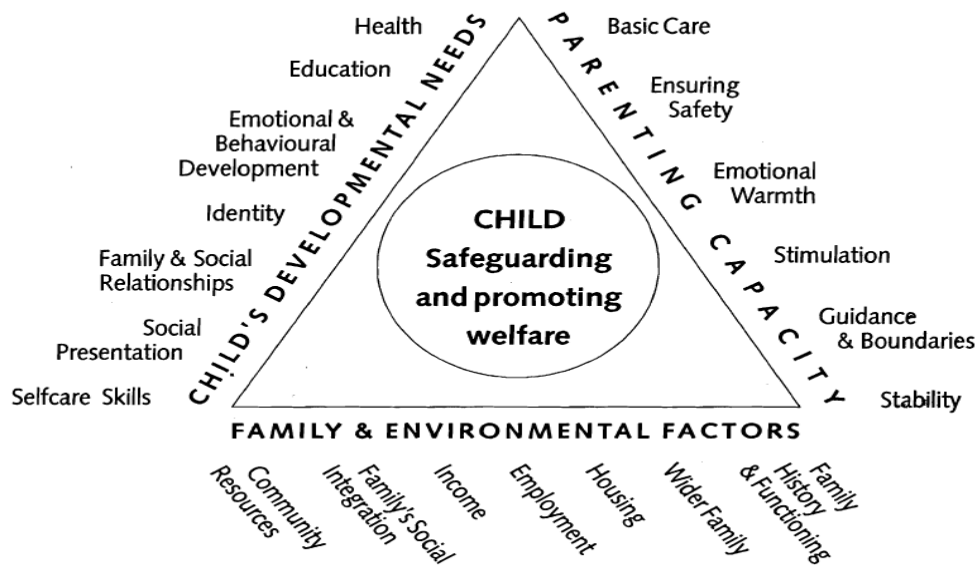 Health
Education
Emotional &
Behavioural
Development
Identity
Family & Social
Relationships
Social
Presentation
Selfcare Skills
CHILD'S DEVELOPMENTAL NEEDS
PARENTING CAPACITY
Basic Care
Ensuring
Safety
Emotional
Warmth
Stimulation
Guidance
& Boundaries
Stability
CHILD
Safeguarding
and promoting
welfare
FAMILY & ENVIRONMENTAL FACTORS
Community
Resources
Family's Social
Integration
Income
Employment
Housing
Wider Family
Family
History
& Functioning